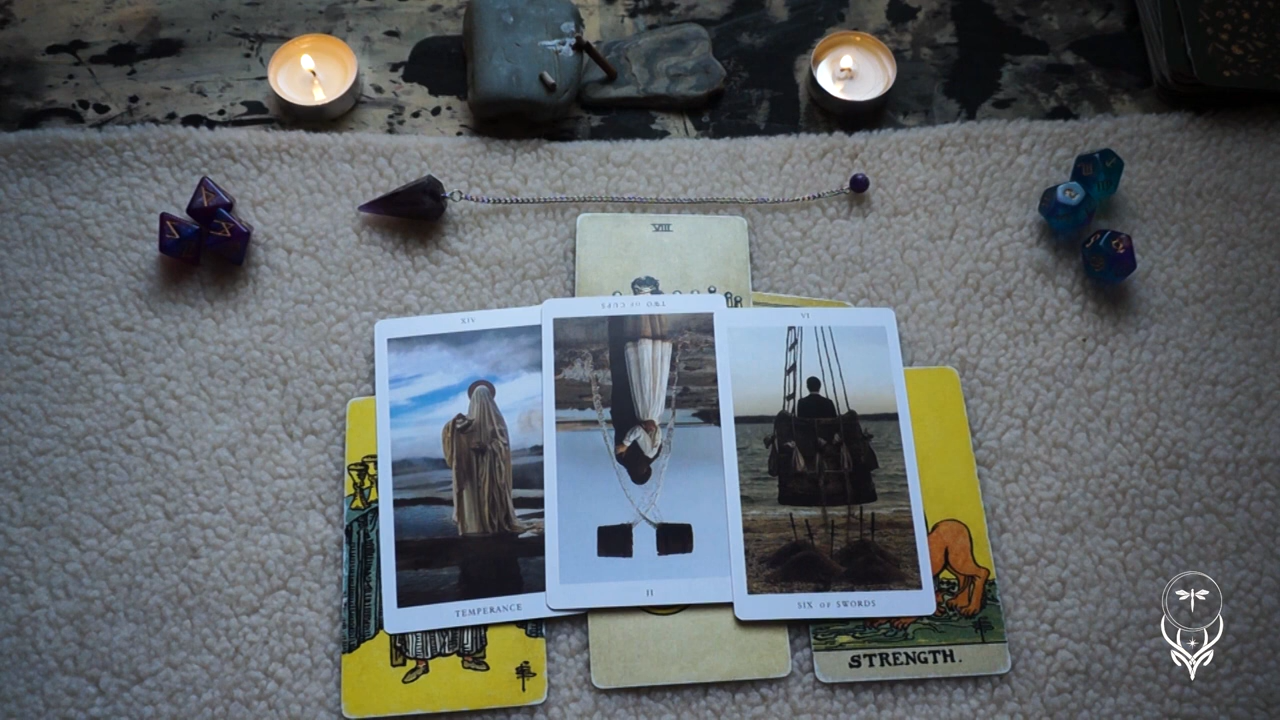 VIII
TWO OF CUPS
XIV
VI
II
TEMPERANCE
SIX OF SWORDS
STRENGTH.